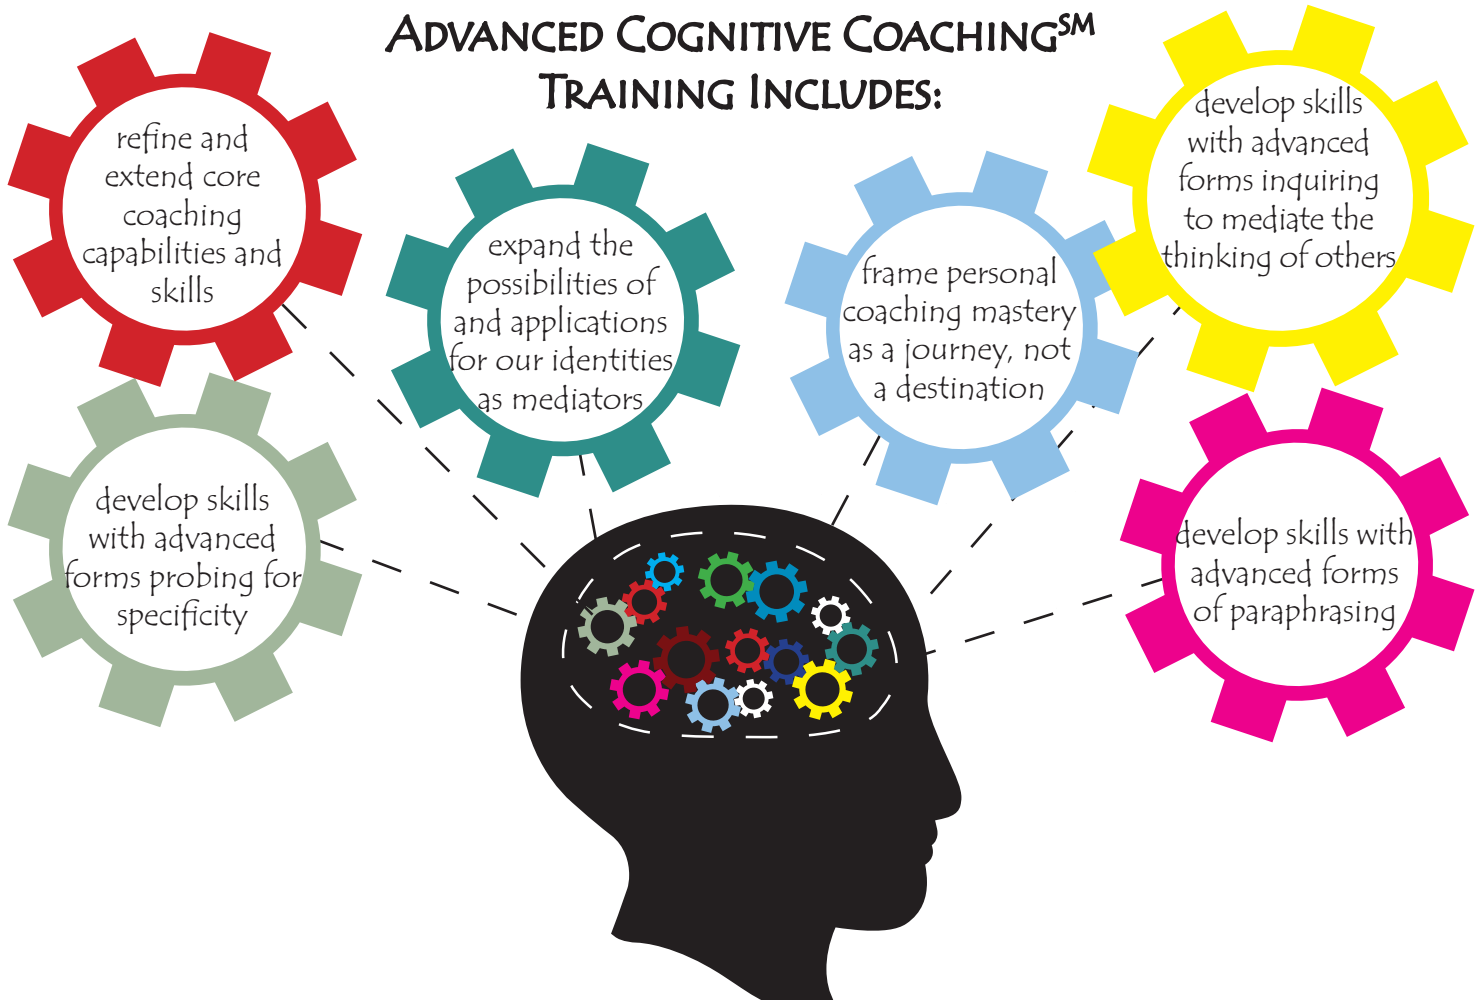 ADVANCED COGNITIVE COACHING℠
TRAINING INCLUDES:
refine and
extend core
coaching
capabilities and
skills
expand the
possibilities of
and applications
for our identities
as mediators
frame personal
coaching mastery
as a journey, not
a destination
develop skills
with advanced
forms inquiring
to mediate the
thinking of others
develop skills
with advanced
forms probing for
specificity
develop skills with
advanced forms
of paraphrasing